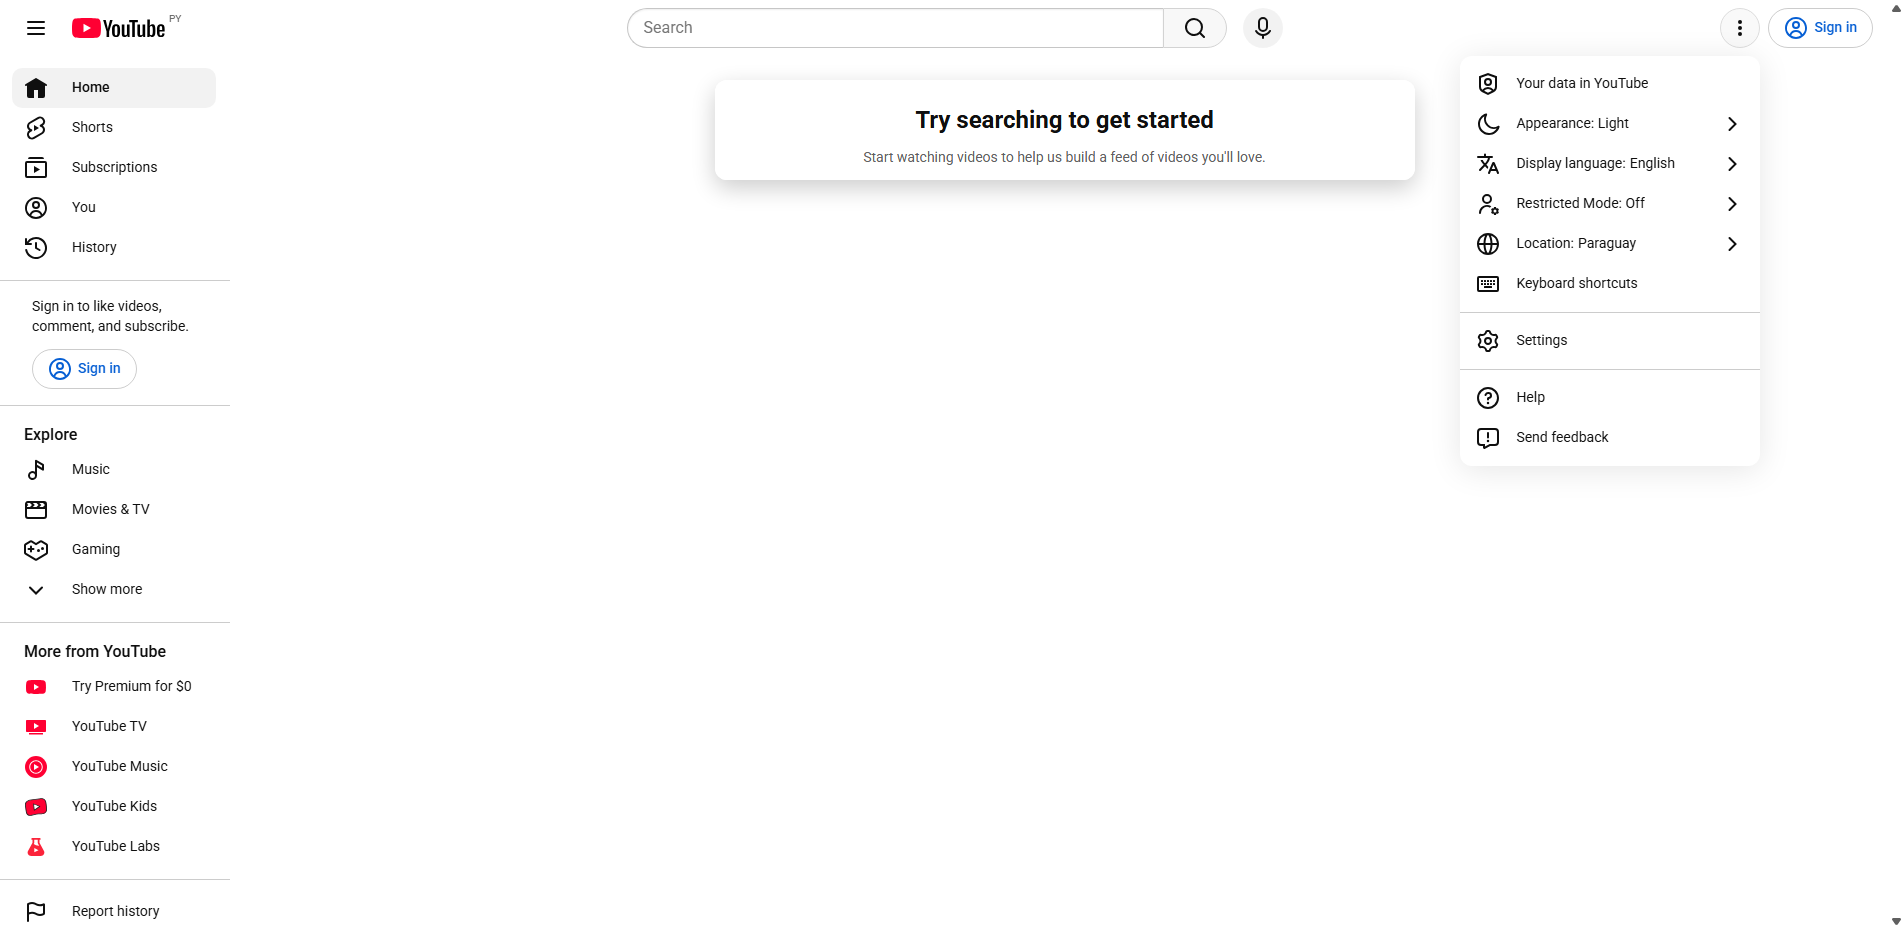 YouTube PY
Search
Sign in
Home
Shorts
Subscriptions
You
History
Sign in to like videos,
comment, and subscribe.
Sign in
Explore
Music
Movies & TV
Gaming
Show more
More from YouTube
Try Premium for $0
YouTube TV
YouTube Music
YouTube Kids
YouTube Labs
Report history
Try searching to get started
Start watching videos to help us build a feed of videos you'll love.
Your data in YouTube
Appearance: Light
Display language: English
Restricted Mode: Off
Location: Paraguay
Keyboard shortcuts
Settings
Help
Send feedback